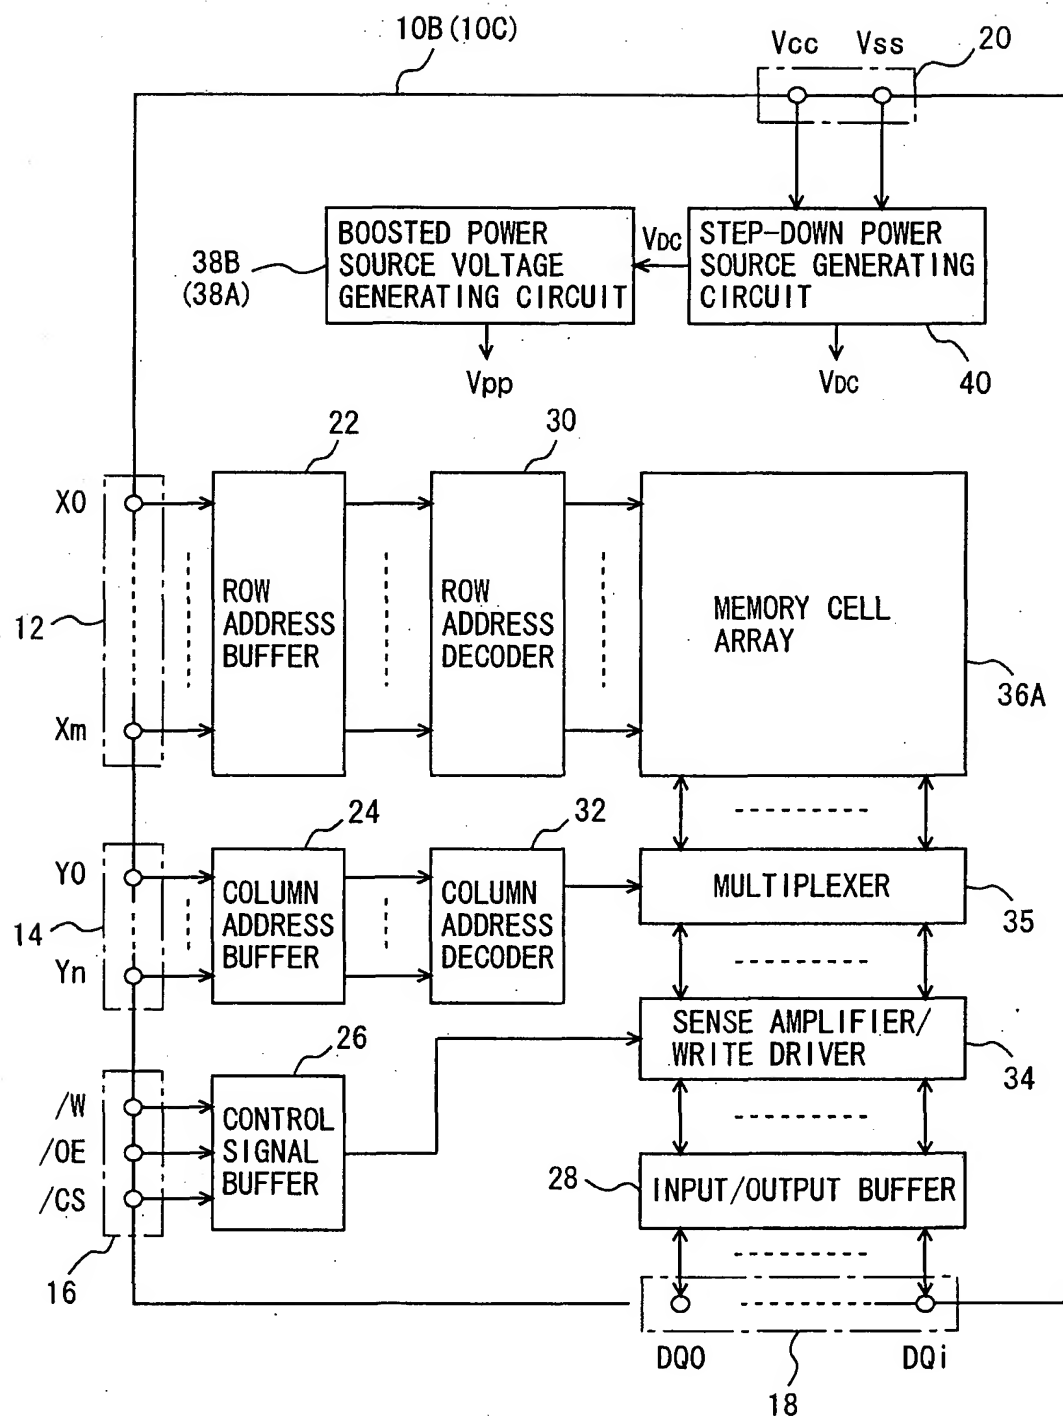 10B(10C)
Vcc Vss 20
BOOSTED POWER
SOURCE VOLTAGE
GENERATING CIRCUIT
38B
(38A)
VDC
STEP-DOWN POWER
SOURCE GENERATING
CIRCUIT
Vpp
VDC
40
22
30
X0
12
Xm
ROW
ADDRESS
BUFFER
ROW
ADDRESS
DECODER
MEMORY CELL
ARRAY
36A
24
32
Y0
14
Yn
COLUMN
ADDRESS
BUFFER
COLUMN
ADDRESS
DECODER
MULTIPLEXER
35
SENSE AMPLIFIER/
WRITE DRIVER
34
26
/W
/OE
/CS
16
CONTROL
SIGNAL
BUFFER
28
INPUT/OUTPUT BUFFER
DQ0
DQi
18